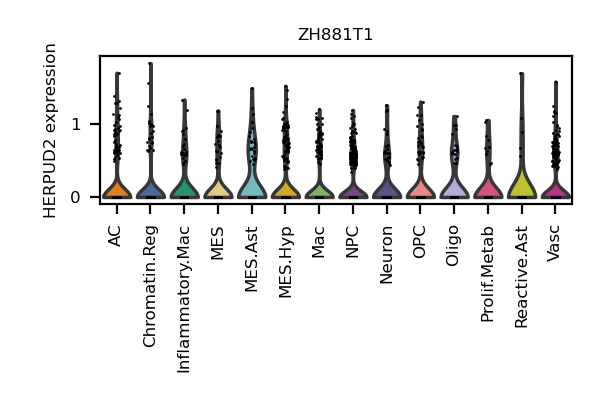 ZH881T1
HERPUD2 expression
1
0
AC
Chromatin.Reg
Inflammatory.Mac
MES
MES.Ast
MES.Hyp
Mac
NPC
Neuron
OPC
Oligo
Prolif.Metab
Reactive.Ast
Vasc